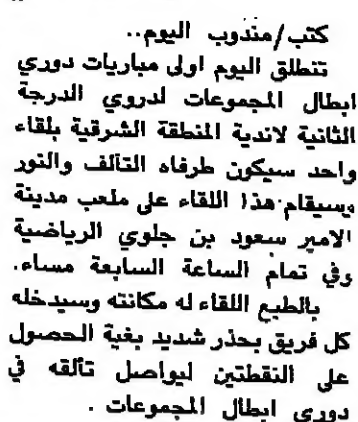 كتب/مندوب اليوم..
تنطلق اليوم اولى مباريات دوري
ابطال المجموعات لدروي الدرجة
الثانية لاندية المنطقة الشرقية بلقاء
واحد سيكون طرفاه التالف والنور
وسيقام هذا اللقاء على ملعب مدينة
الامير سعود بن جلوي الرياضية
وفي تمام الساعة السابعة مساء.
بالطبع اللقاء له مكانته وسيدخله
كل فريق بحذر شديد بغية الحصول
على النقطتين ليواصل تألقه في
دوري ابطال المجموعات .